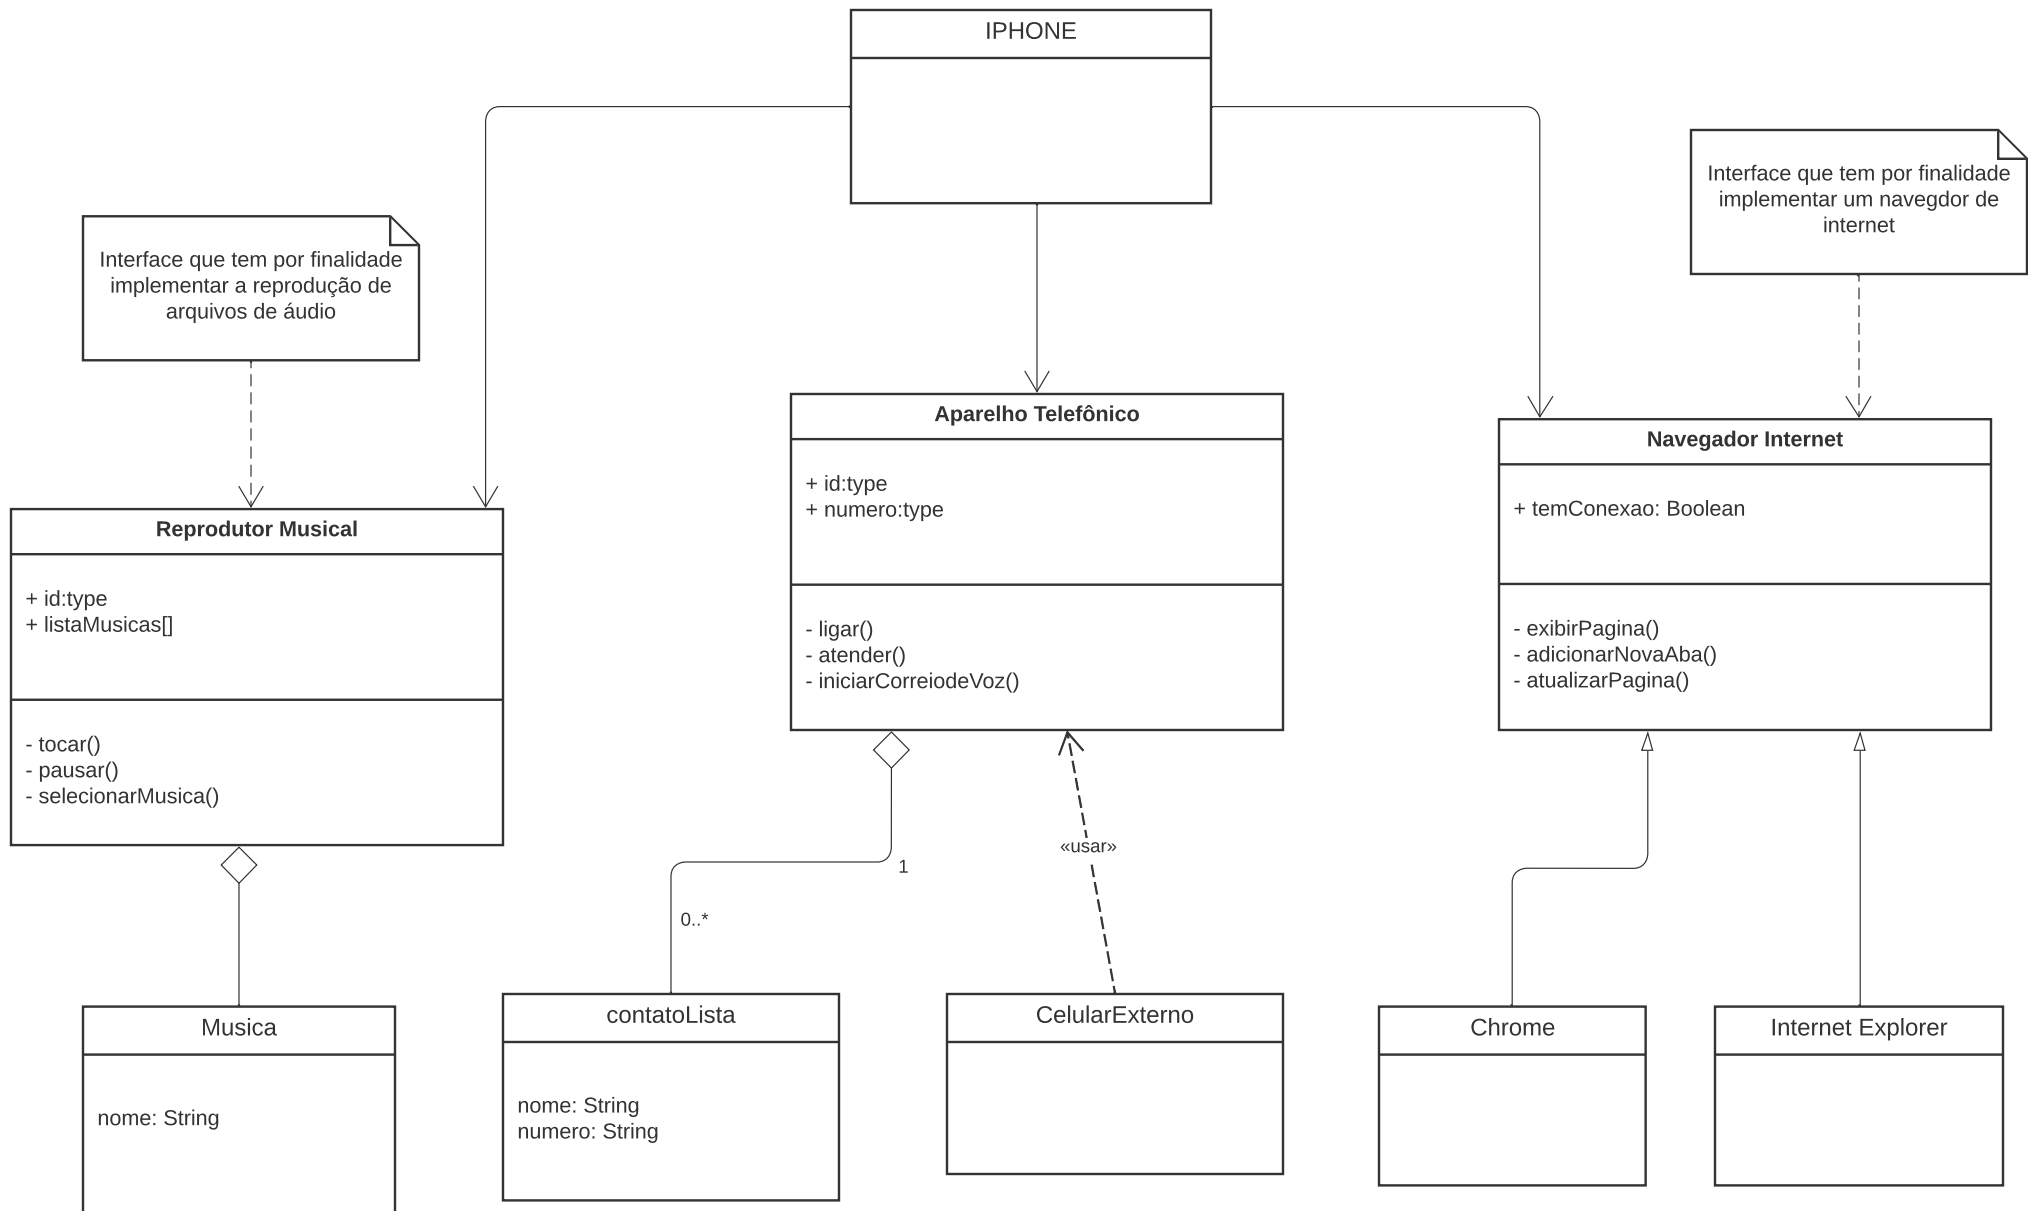 IPHONE
Interface que tem por finalidade
implementar um navegdor de
internet
Interface que tem por finalidade
implementar a reprodução de
arquivos de áudio
Aparelho Telefônico
+ id:type
+ numero:type
- ligar()
- atender()
- iniciarCorreiodeVoz()
Navegador Internet
+ temConexao: Boolean
- exibirPagina()
- adicionarNovaAba()
- atualizarPagina()
Reprodutor Musical
+ id:type
+ listaMusicas[]
- tocar()
- pausar()
- selecionarMusica()
«usar»
1
0..*
Musica
nome: String
contatoLista
nome: String
numero: String
CelularExterno
Chrome
Internet Explorer